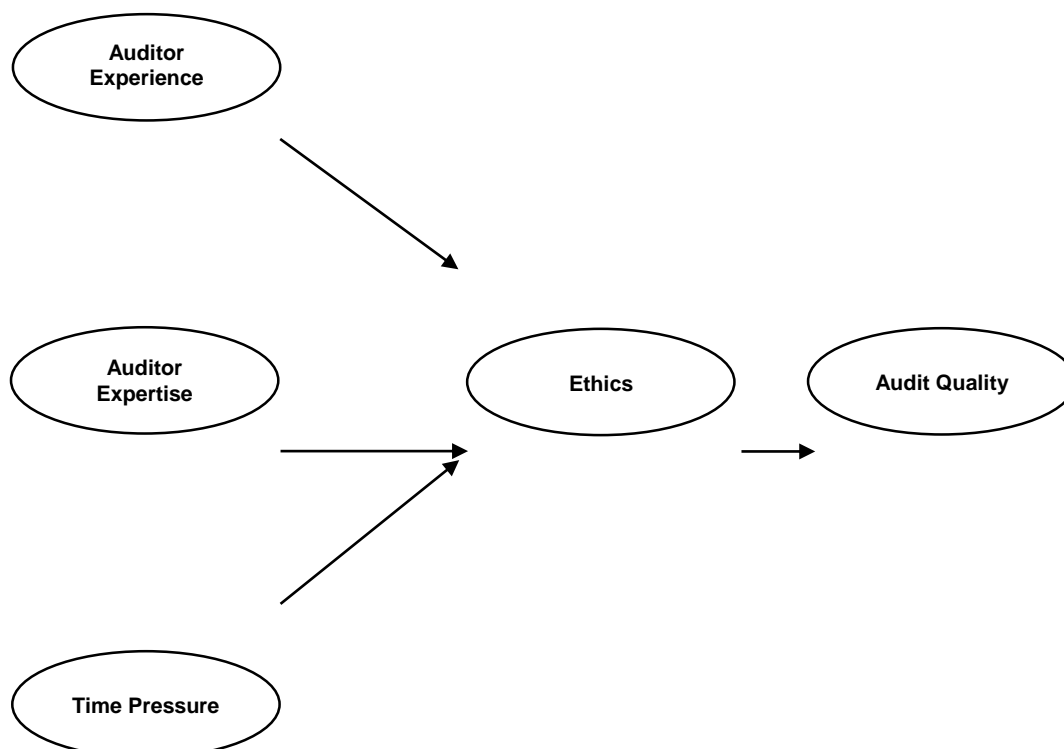 Auditor
Experience
Auditor
Expertise
Ethics
Audit Quality
Time Pressure